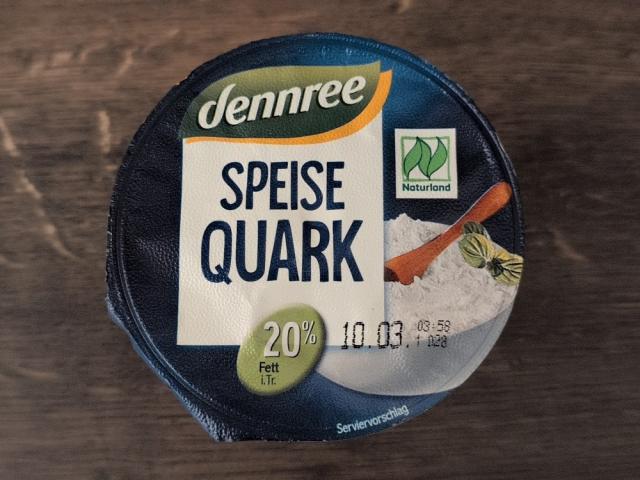 dennree
SPEISE
QUARK
Naturland
20%
Fett
i.Tr.
10.03.
03:58
Serviervorschlag